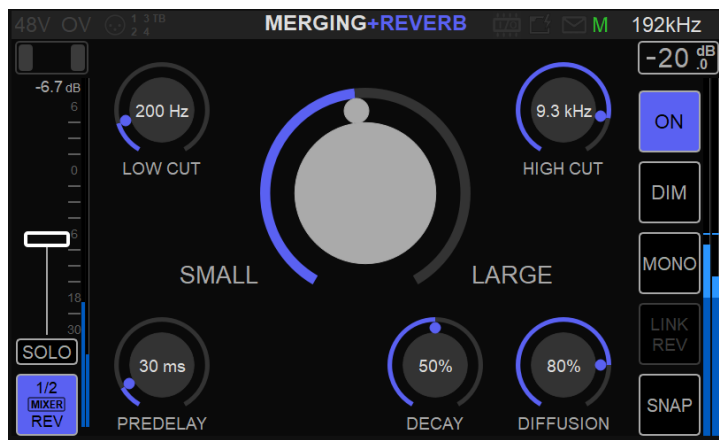 48V OV 1 3 TB MERGING+REVERB M 192kHz
2 4
-20 dB .0
-6.7 dB
6
0
6
18
30
200 Hz
LOW CUT
9.3 kHz
HIGH CUT
ON
DIM
SMALL
LARGE
MONO
LINK
REV
SOLO
30 ms
PREDELAY
50%
DECAY
80%
DIFFUSION
1/2
MIXER
REV
SNAP